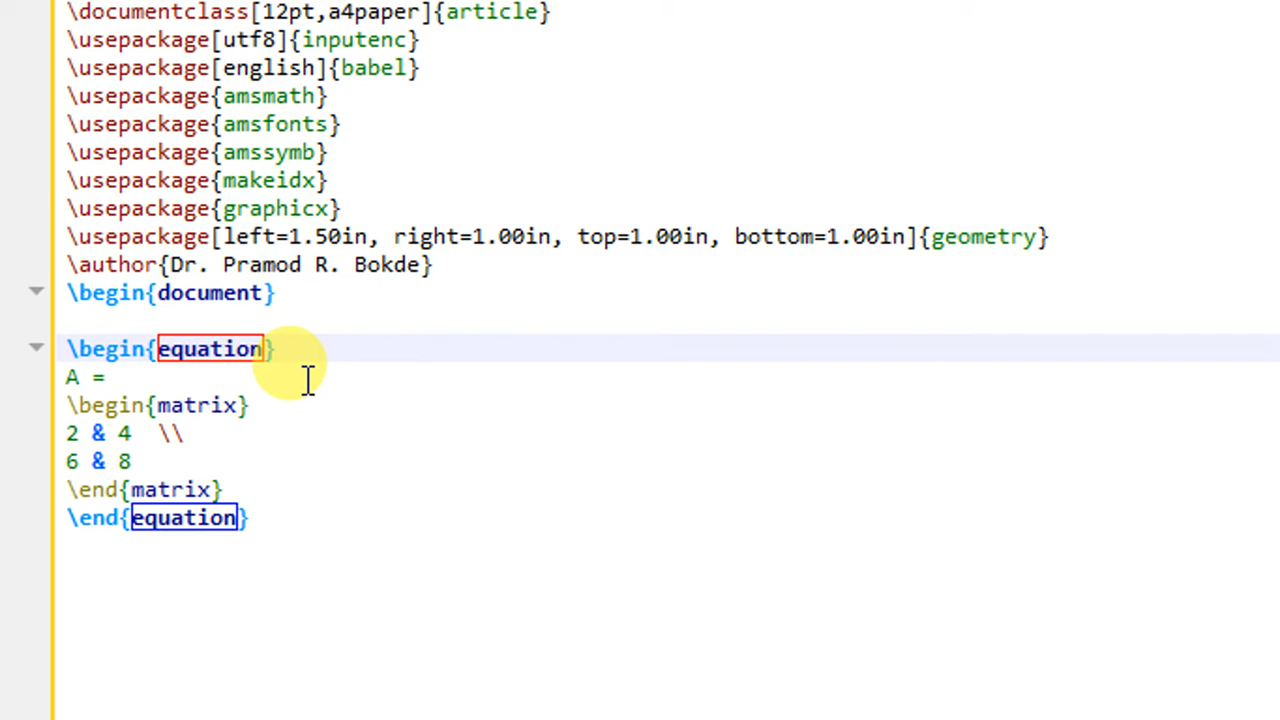 \documentclass[12pt,a4paper]{article}
\usepackage[utf8]{inputenc}
\usepackage[english]{babel}
\usepackage{amsmath}
\usepackage{amsfonts}
\usepackage{amssymb}
\usepackage{makeidx}
\usepackage{graphicx}
\usepackage[left=1.50in, right=1.00in, top=1.00in, bottom=1.00in]{geometry}
\author{Dr. Pramod R. Bokde}
\begin{document}
\begin{equation}
A =
\begin{matrix}
2 & 4  \\
6 & 8
\end{matrix}
\end{equation}